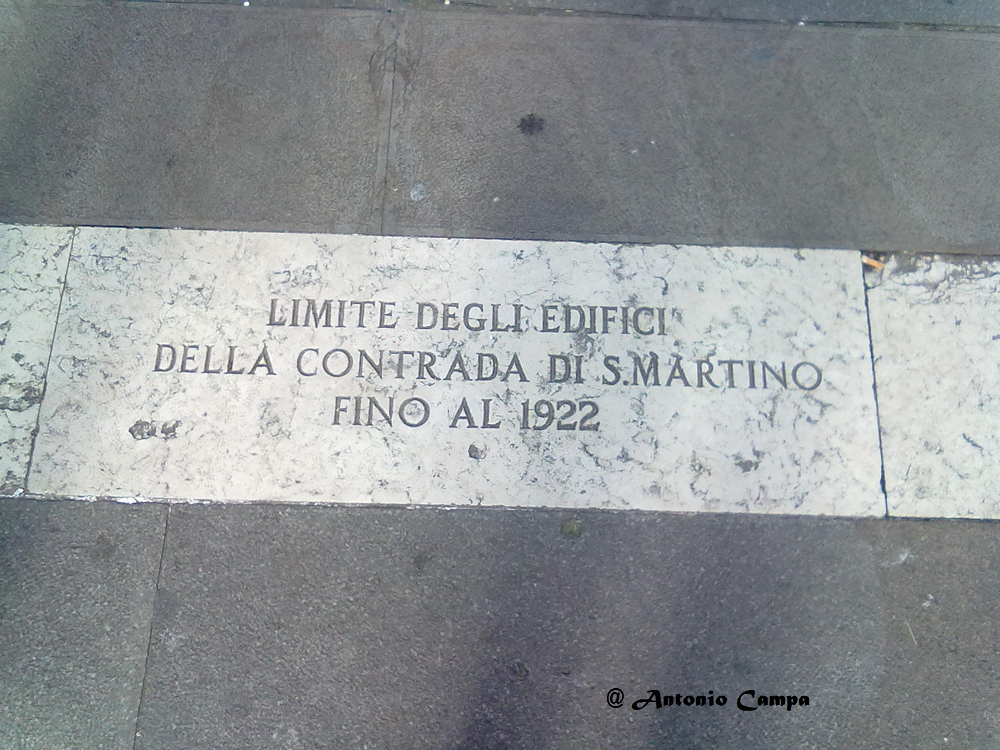 LIMITE DEGLI EDIFICI
DELLA CONTRADA DI S.MARTINO
FINO AL 1922
@ Antonio Campa